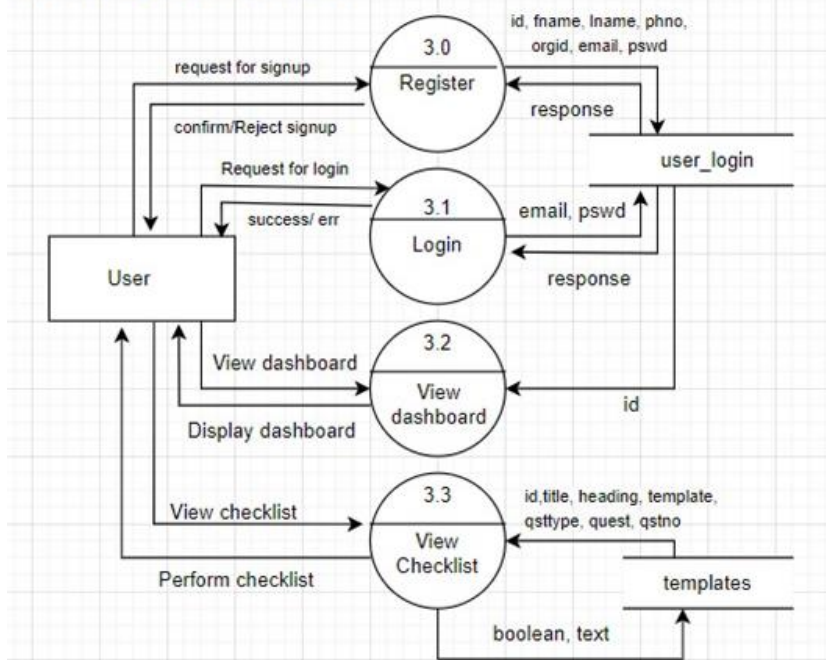 id, fname, lname, phno,
orgid, email, pswd
3.0
Register
request for signup
confirm/Reject signup
response
user_login
Request for login
success/ err
3.1
Login
email, pswd
response
User
3.2
View
dashboard
View dashboard
Display dashboard
id
3.3
View
Checklist
id,title, heading, template,
qsttype, quest, qstno
View checklist
Perform checklist
templates
boolean, text